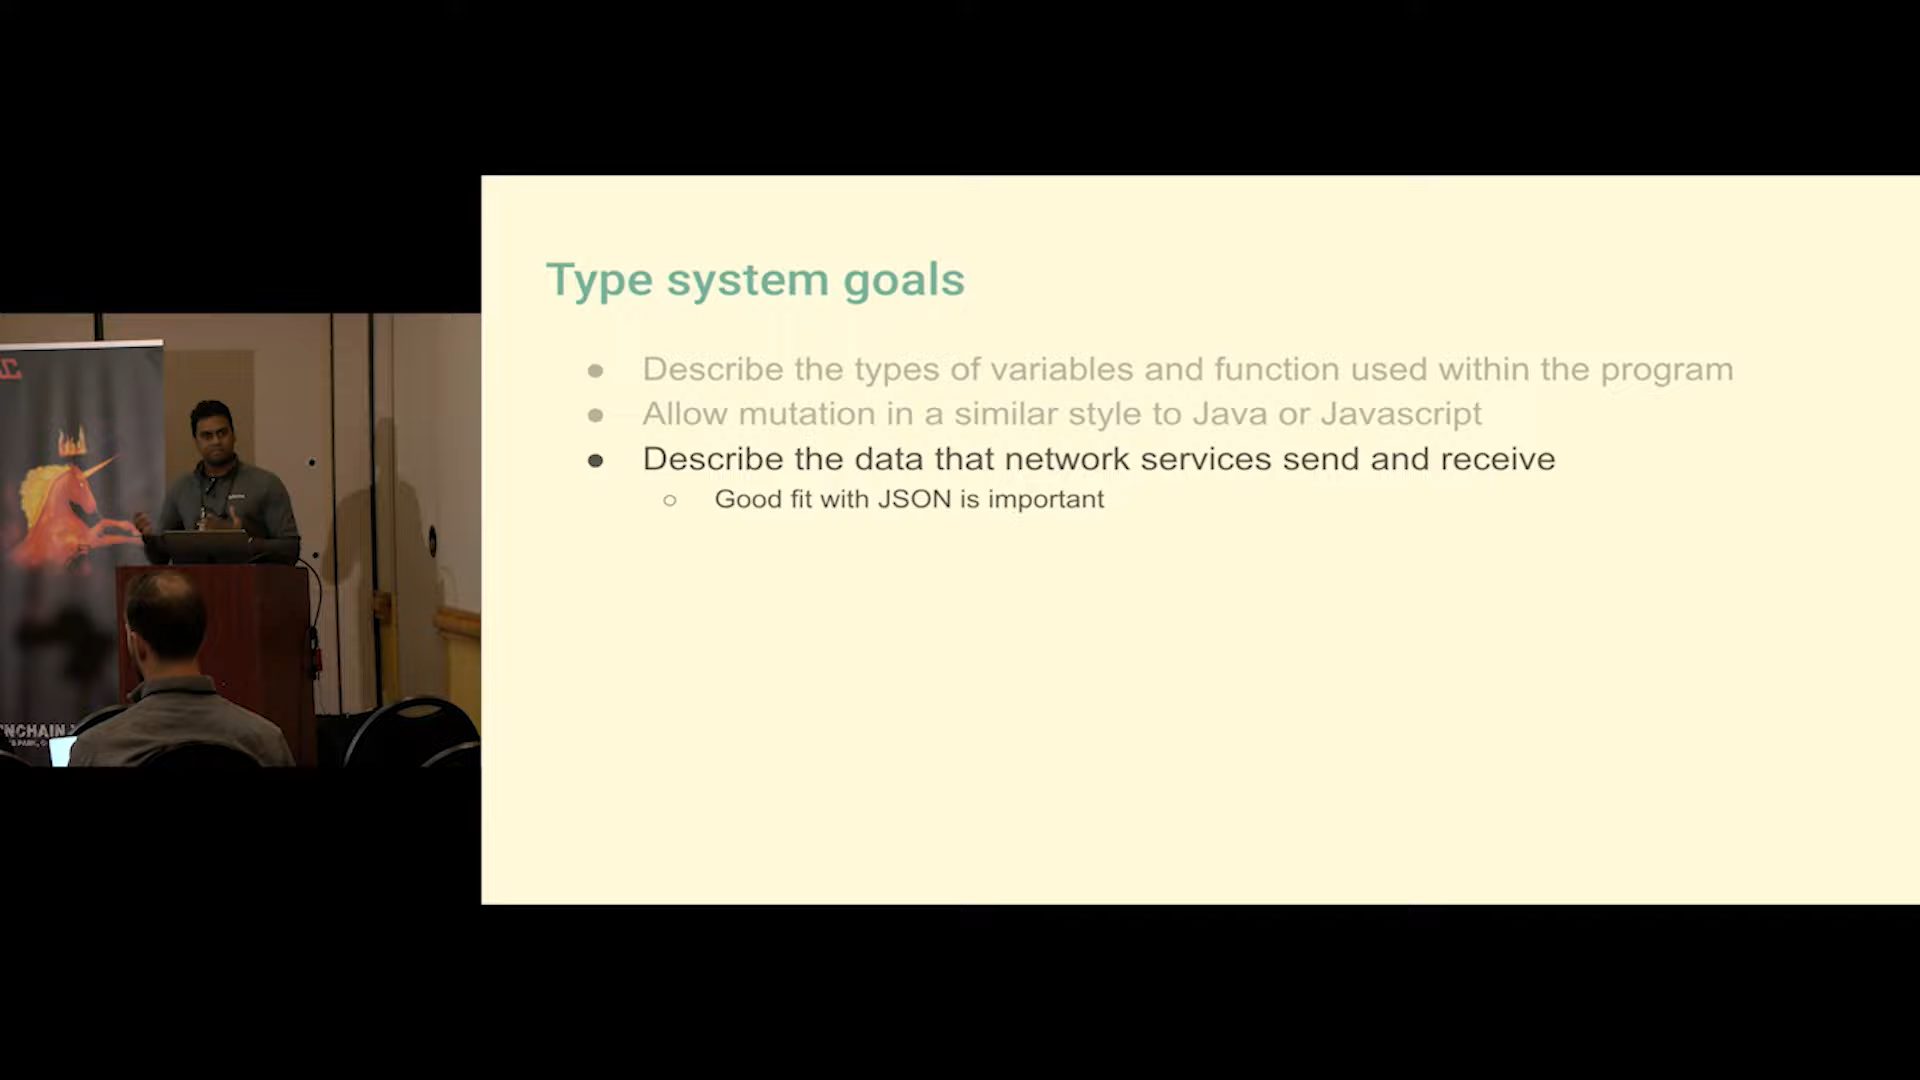 Type system goals
Describe the types of variables and function used within the program
Allow mutation in a similar style to Java or Javascript
Describe the data that network services send and receive
Good fit with JSON is important
NCHAIN